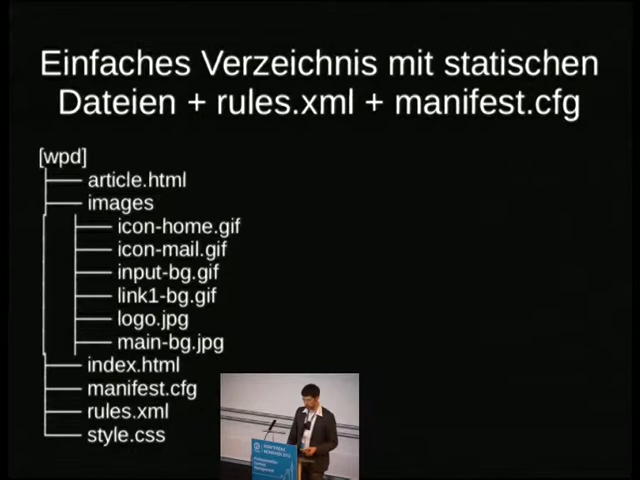 Einfaches Verzeichnis mit statischen
Dateien + rules.xml + manifest.cfg
[wpd]
article.html
images
icon-home.gif
icon-mail.gif
input-bg.gif
link1-bg.gif
logo.jpg
main-bg.jpg
index.html
manifest.cfg
rules.xml
style.css